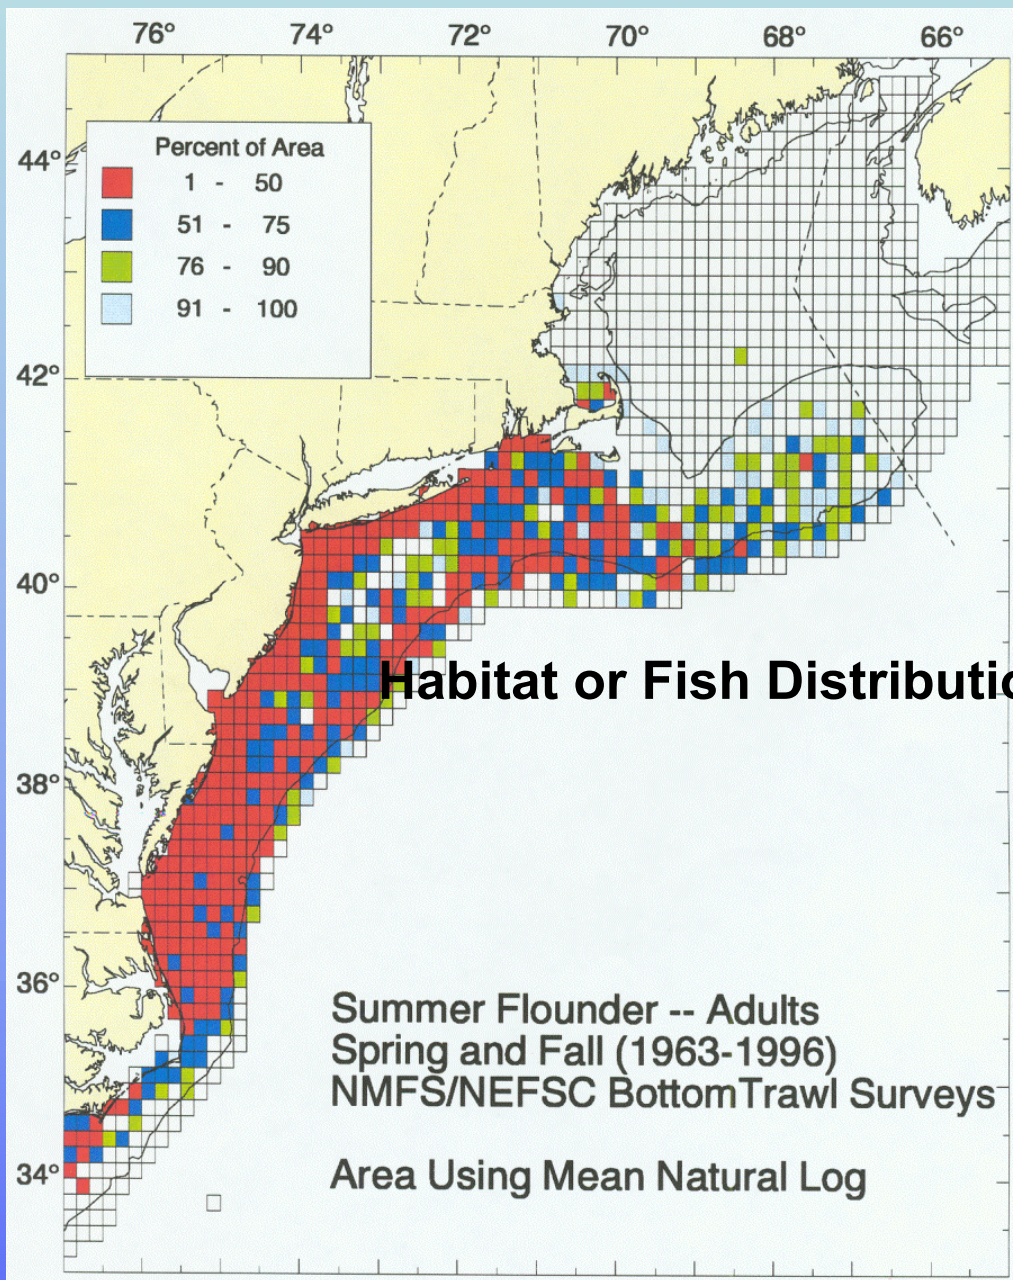 76° 74° 72° 70° 68° 66°
Percent of Area
1 - 50
51 - 75
76 - 90
91 - 100
44°
42°
40°
Habitat or Fish Distributio
38°
36°
Summer Flounder -- Adults
Spring and Fall (1963-1996)
NMFS/NEFSC BottomTrawl Surveys
34°
Area Using Mean Natural Log